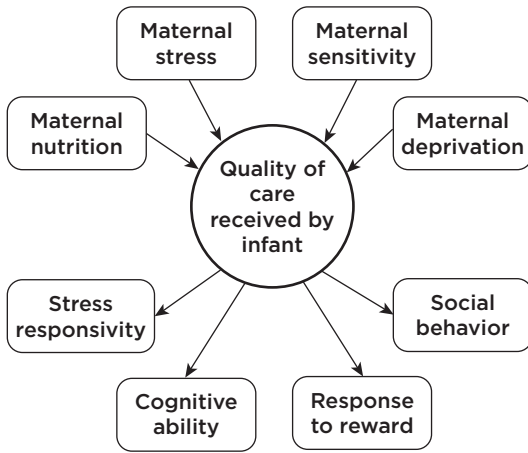 Maternal
stress
Maternal
sensitivity
Maternal
nutrition
Maternal
deprivation
Quality of
care
received by
infant
Stress
responsivity
Social
behavior
Cognitive
ability
Response
to reward